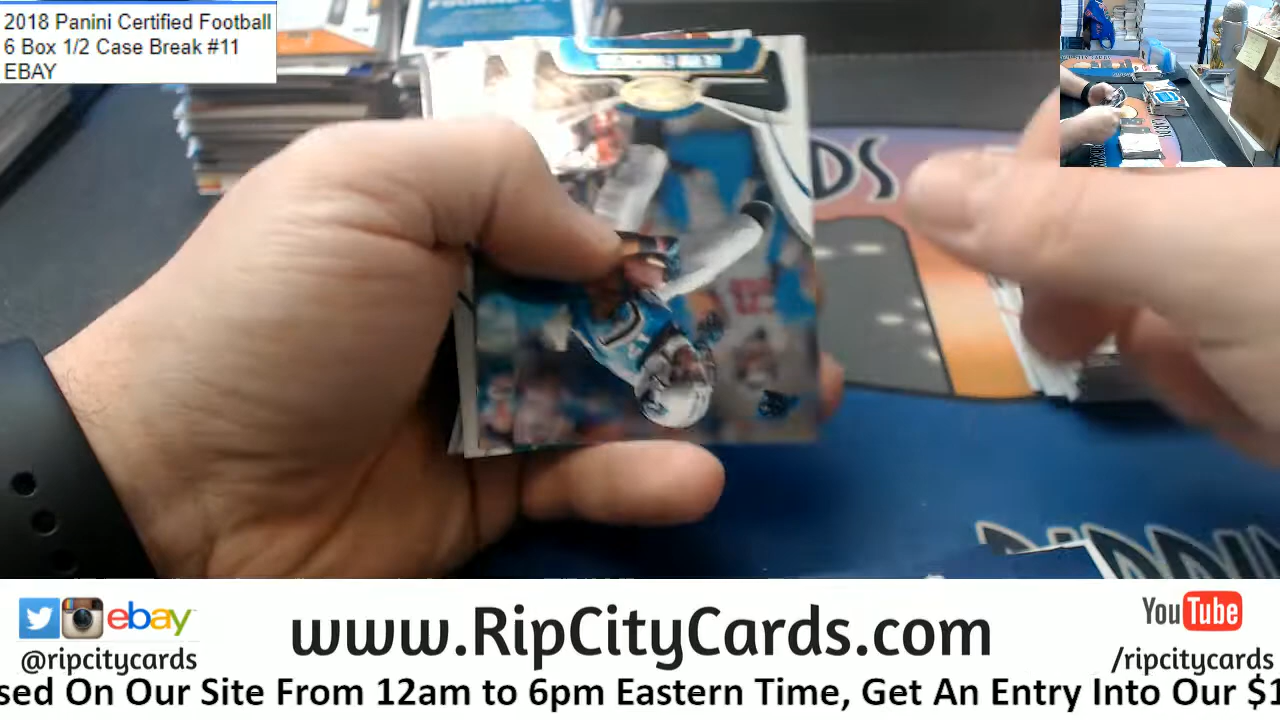 2018 Panini Certified Football
6 Box 1/2 Case Break #11
EBAY
DS
ebay
www.RipCityCards.com
YouTube
@ripcitycards
/ripcitycards
sed On Our Site From 12am to 6pm Eastern Time, Get An Entry Into Our $1